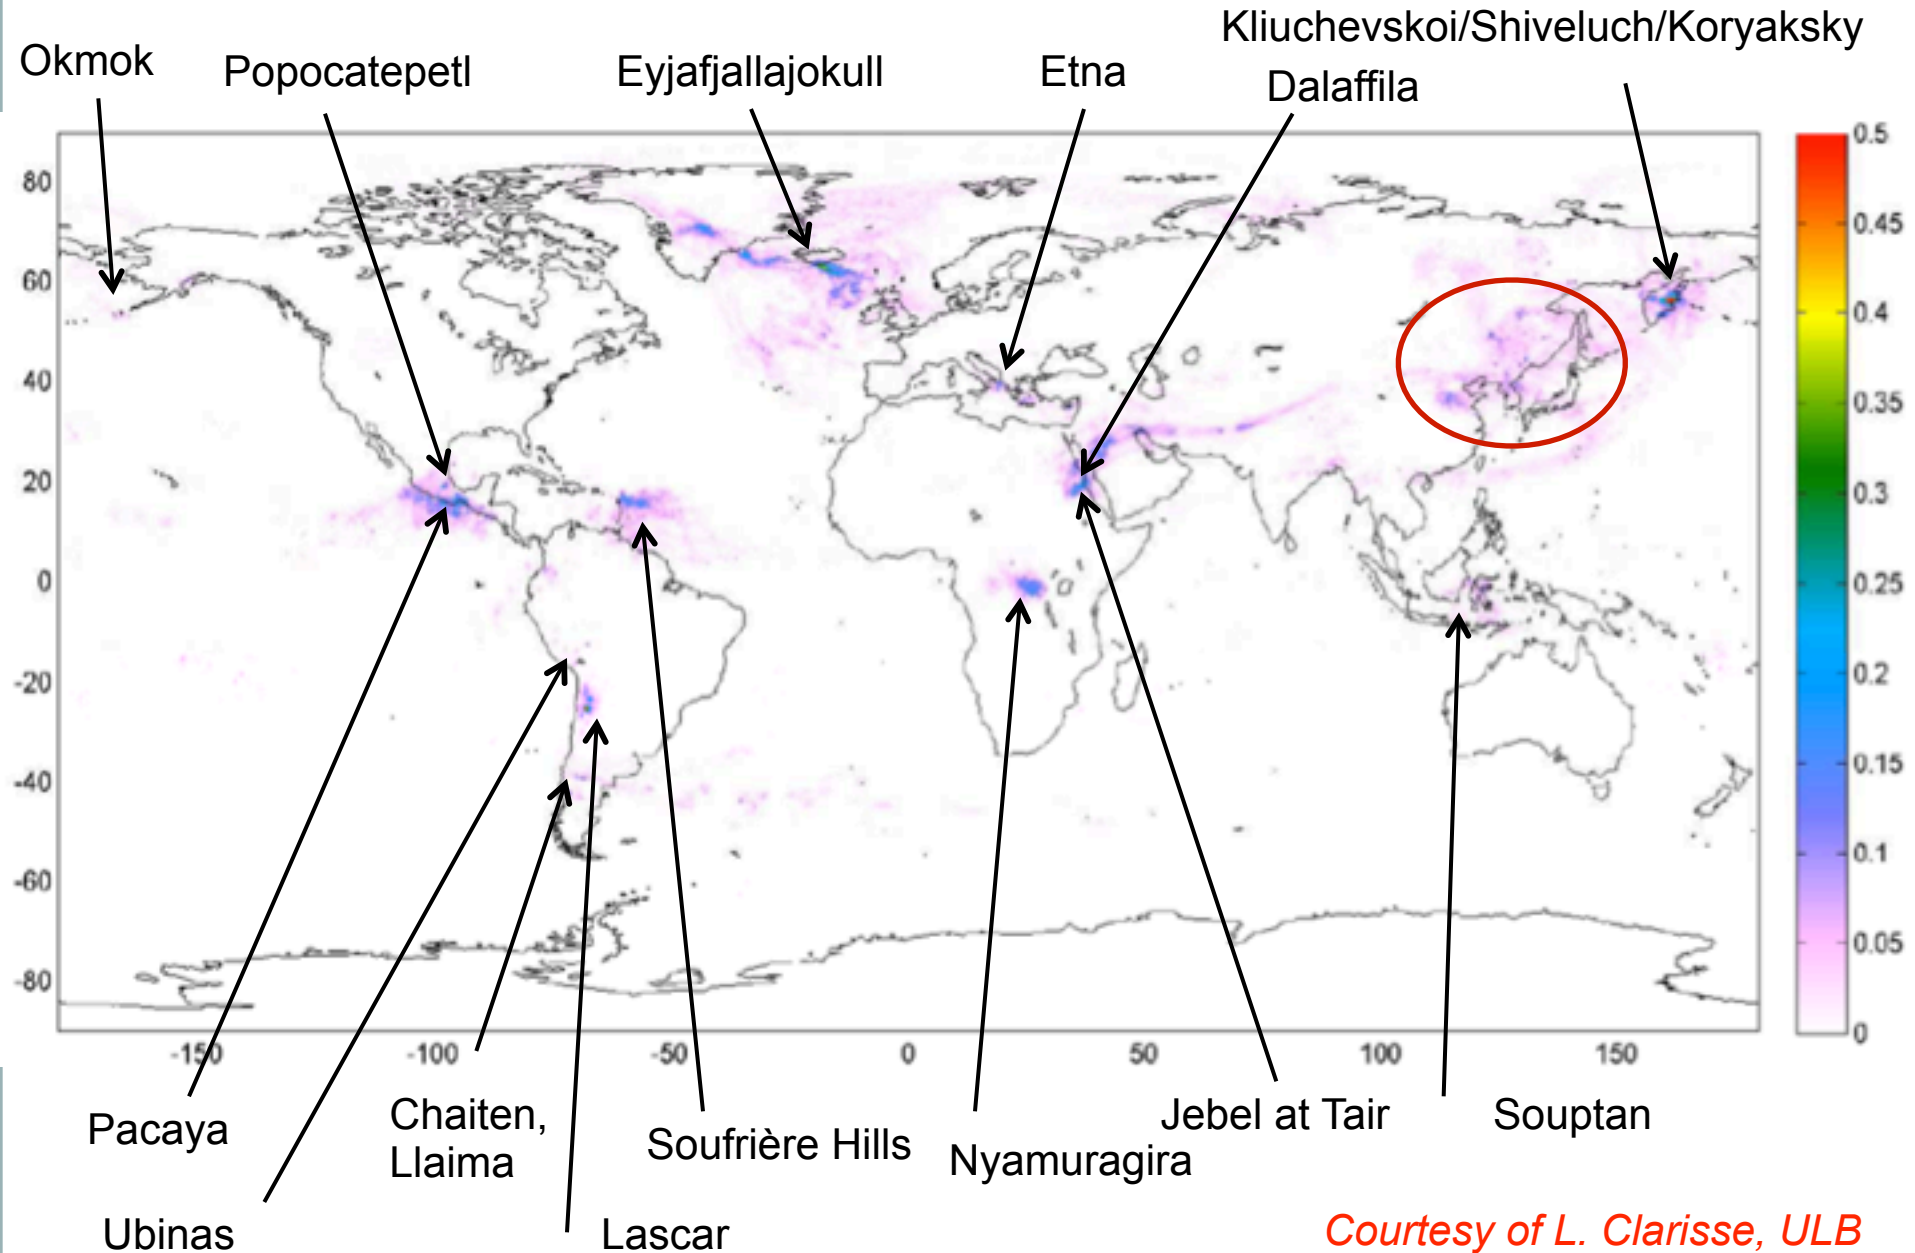 Kliuchevskoi/Shiveluch/Koryaksky
Okmok
Popocatepetl
Eyjafjallajokull
Etna
Dalaffila
80
60
40
20
0
-20
-40
-60
-80
-150
-100
-50
0
50
100
150
0.5
0.45
0.4
0.35
0.3
0.25
0.2
0.15
0.1
0.05
0
Pacaya
Chaiten,
Llaima
Soufrière Hills
Nyamuragira
Jebel at Tair
Souptan
Ubinas
Lascar
Courtesy of L. Clarisse, ULB